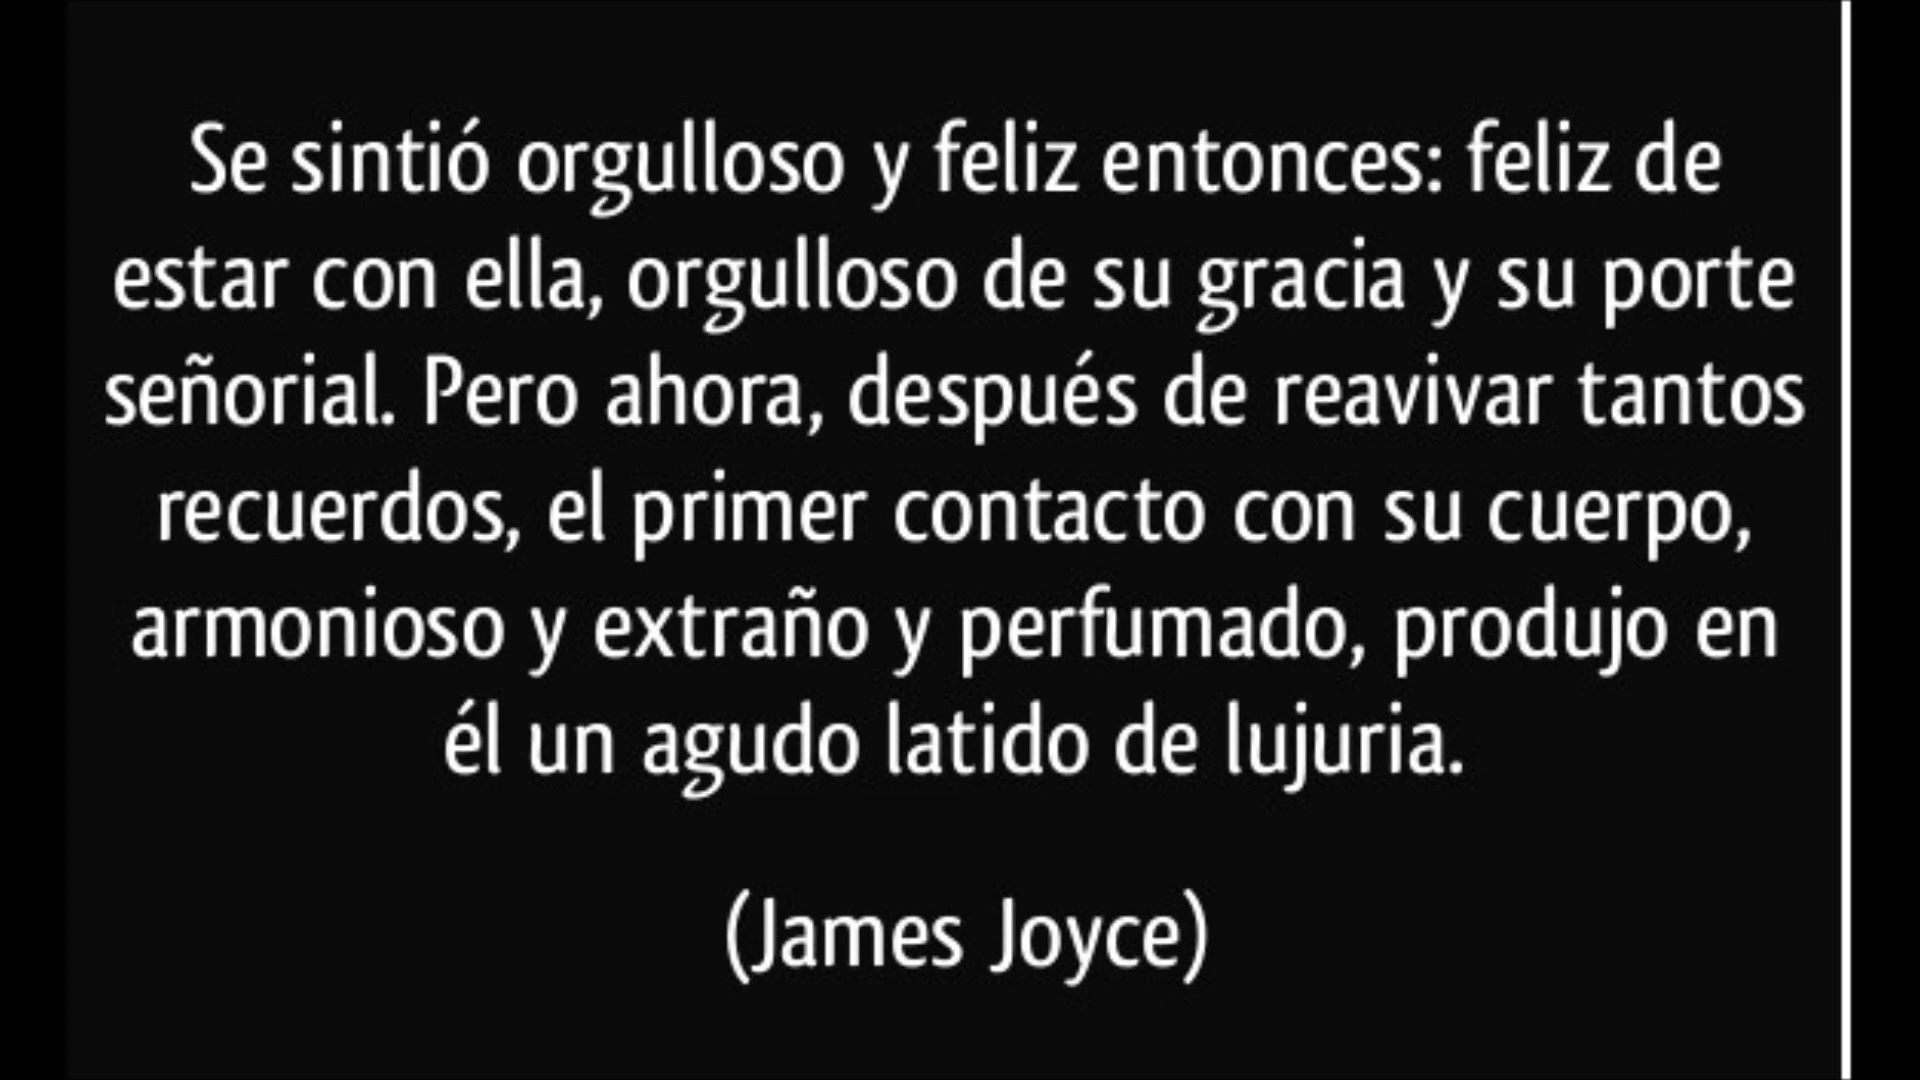 Se sintió orgulloso y feliz entonces: feliz de
estar con ella, orgulloso de su gracia y su porte
señorial. Pero ahora, después de reavivar tantos
recuerdos, el primer contacto con su cuerpo,
armonioso y extraño y perfumado, produjo en
él un agudo latido de lujuria.
(James Joyce)